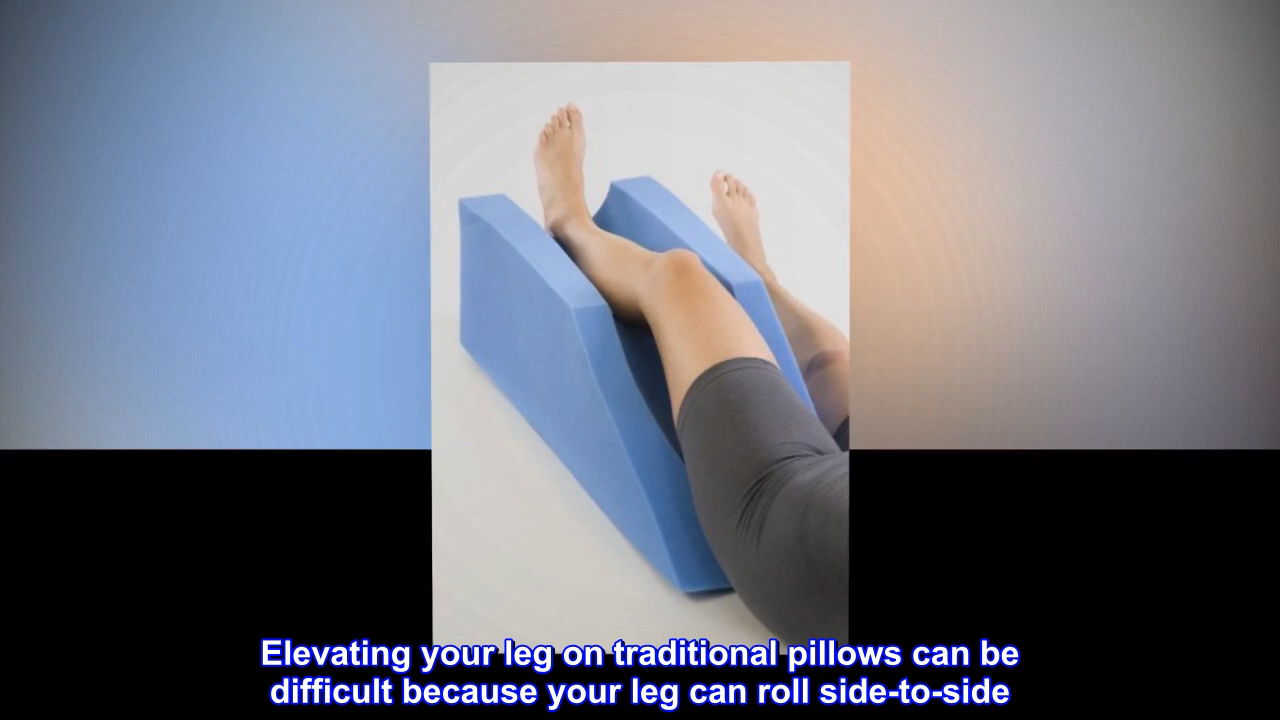 Elevating your leg on traditional pillows can be
difficult because your leg can roll side-to-side